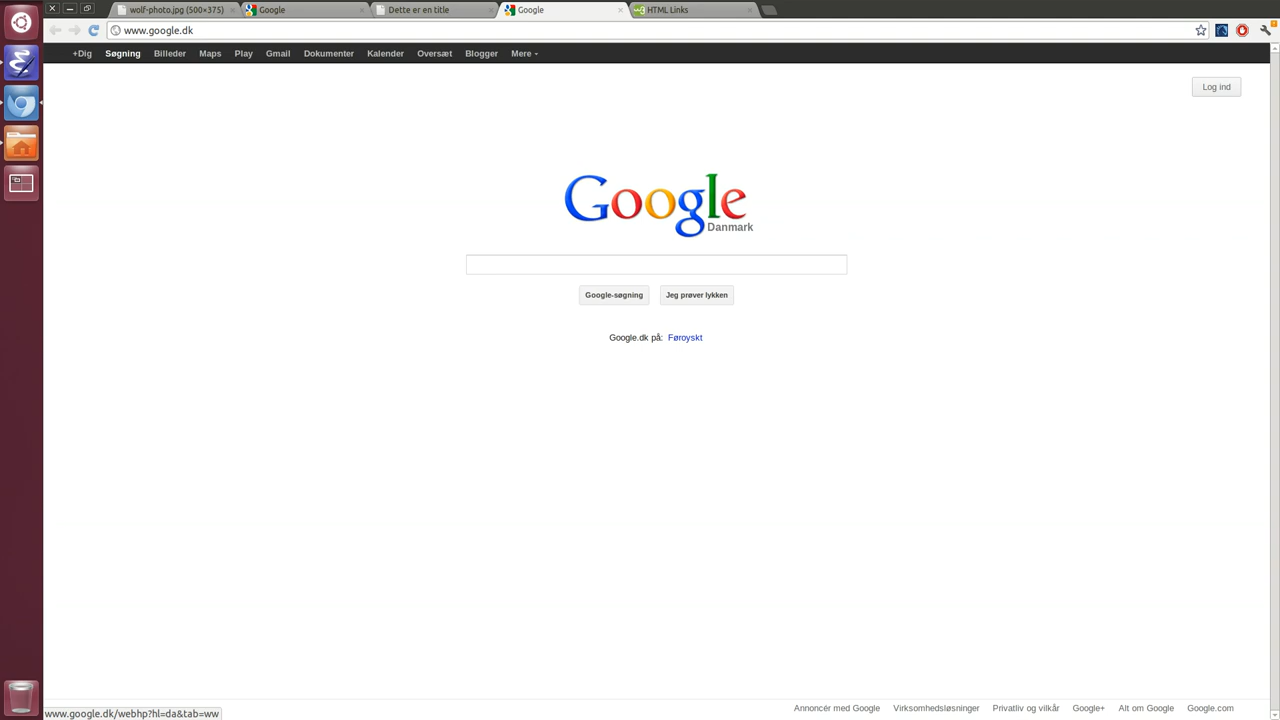 wolf-photo.jpg (500×375)
Google
Dette er en title
Google
HTML Links
www.google.dk
+Dig Søgning Billeder Maps Play Gmail Dokumenter Kalender Oversæt Blogger Mere
Log ind
Google
Danmark
Google-søgning Jeg prøver lykken
Google.dk på: Føroyskt
Annoncér med Google Virksomhedsløsninger Privatliv og vilkår Google+ Alt om Google Google.com
www.google.dk/webhp?hl=da&tab=ww